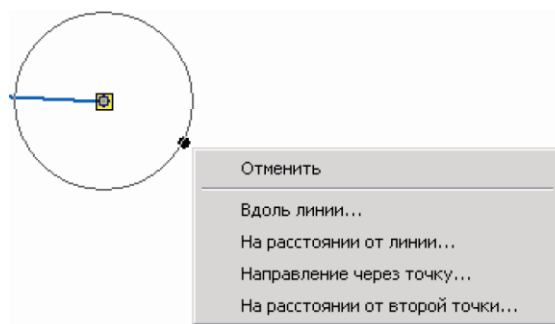 Отменить
Вдоль линии...
На расстоянии от линии...
Направление через точку...
На расстоянии от второй точки...